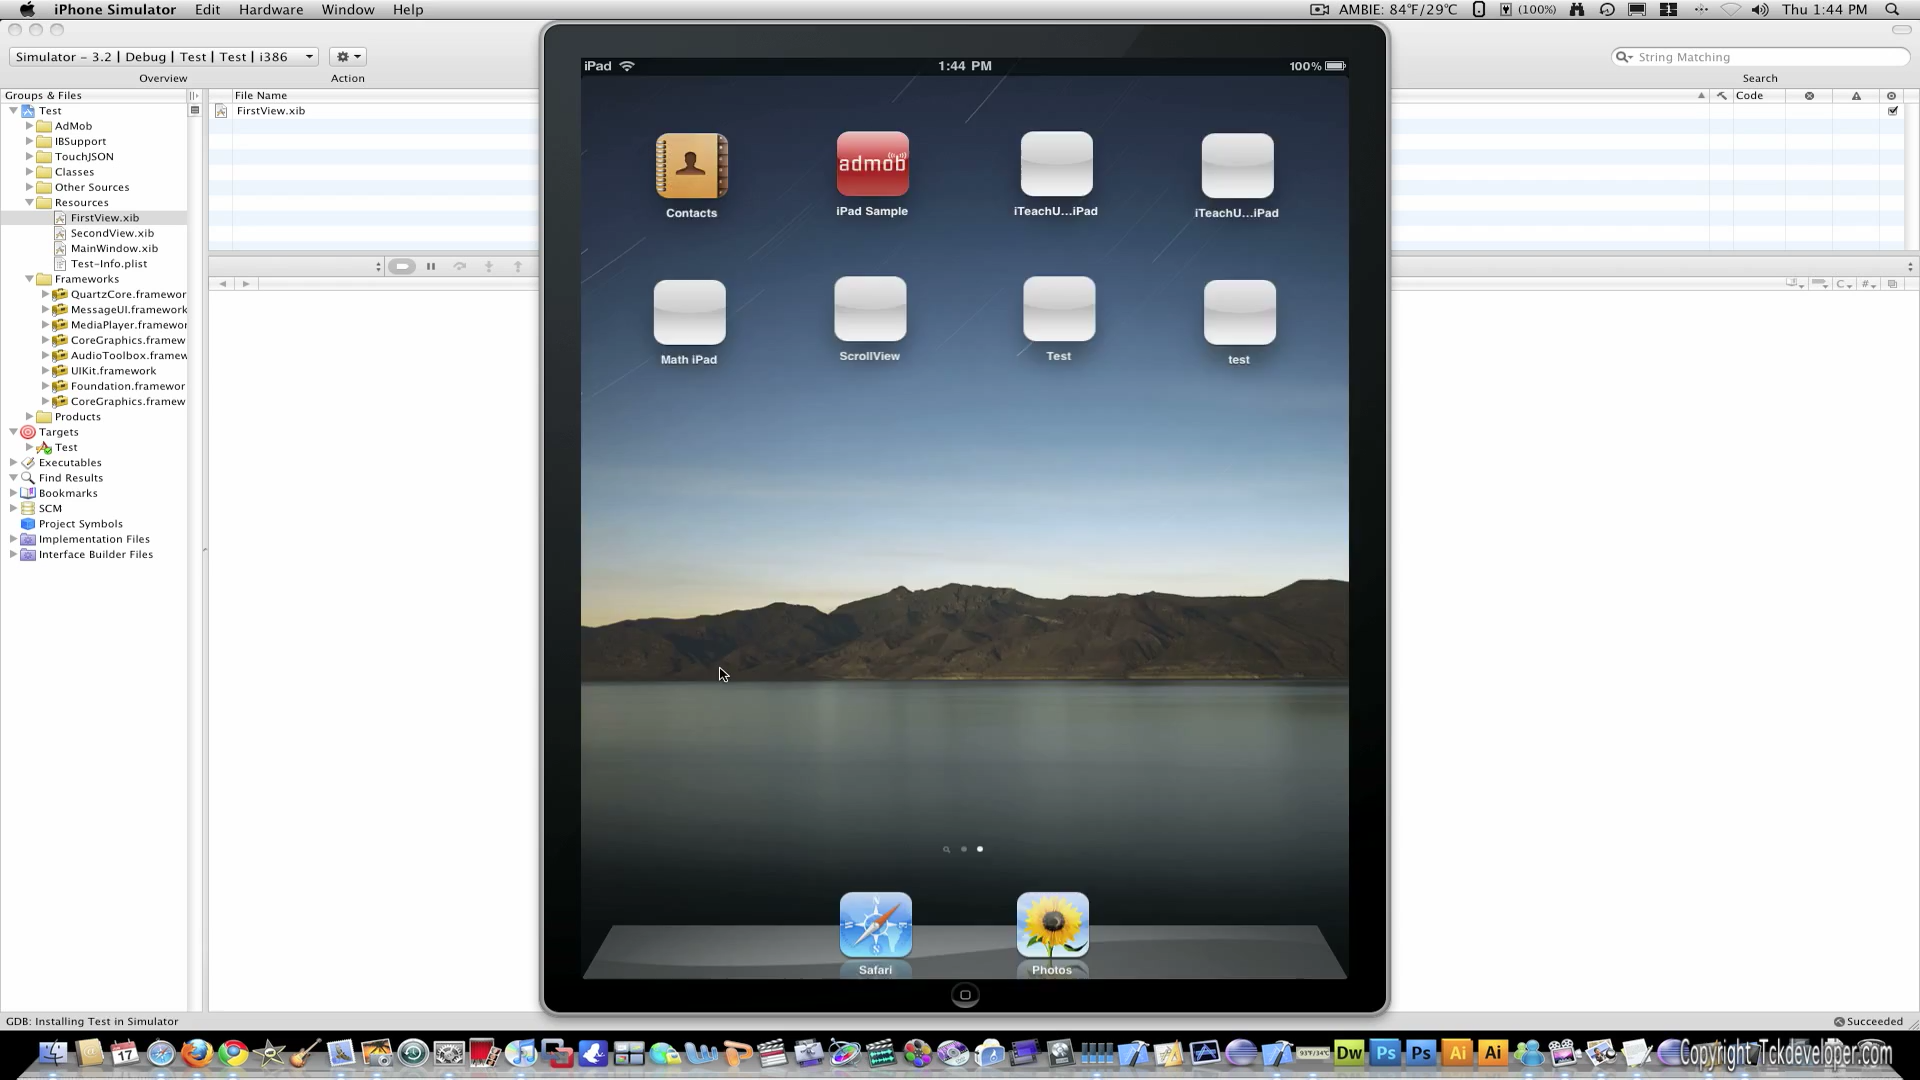 iPhone Simulator Edit Hardware Window Help
AMBIE: 84°F/29°C (100%) Thu 1:44 PM
Simulator - 3.2 | Debug | Test | Test | i386
String Matching
Overview Action Search
Groups & Files File Name Code
Test
FirstView.xib
AdMob
IBSupport
TouchJSON
Classes
Other Sources
Resources
FirstView.xib
SecondView.xib
MainWindow.xib
Test-Info.plist
Frameworks
QuartzCore.framewor
MessageUI.framework
MediaPlayer.framewor
CoreGraphics.framew
AudioToolbox.framew
UIKit.framework
Foundation.framewor
CoreGraphics.framew
Products
Targets
Test
Executables
Find Results
Bookmarks
SCM
Project Symbols
Implementation Files
Interface Builder Files
iPad 1:44 PM 100%
admob
Contacts iPad Sample iTeachU...iPad iTeachU...iPad
Math iPad ScrollView Test test
Safari Photos
C #
GDB: Installing Test in Simulator
Succeeded
17 93°F/34°C Dw Ps Ps Ai Ai
Copyright Tckdeveloper.com